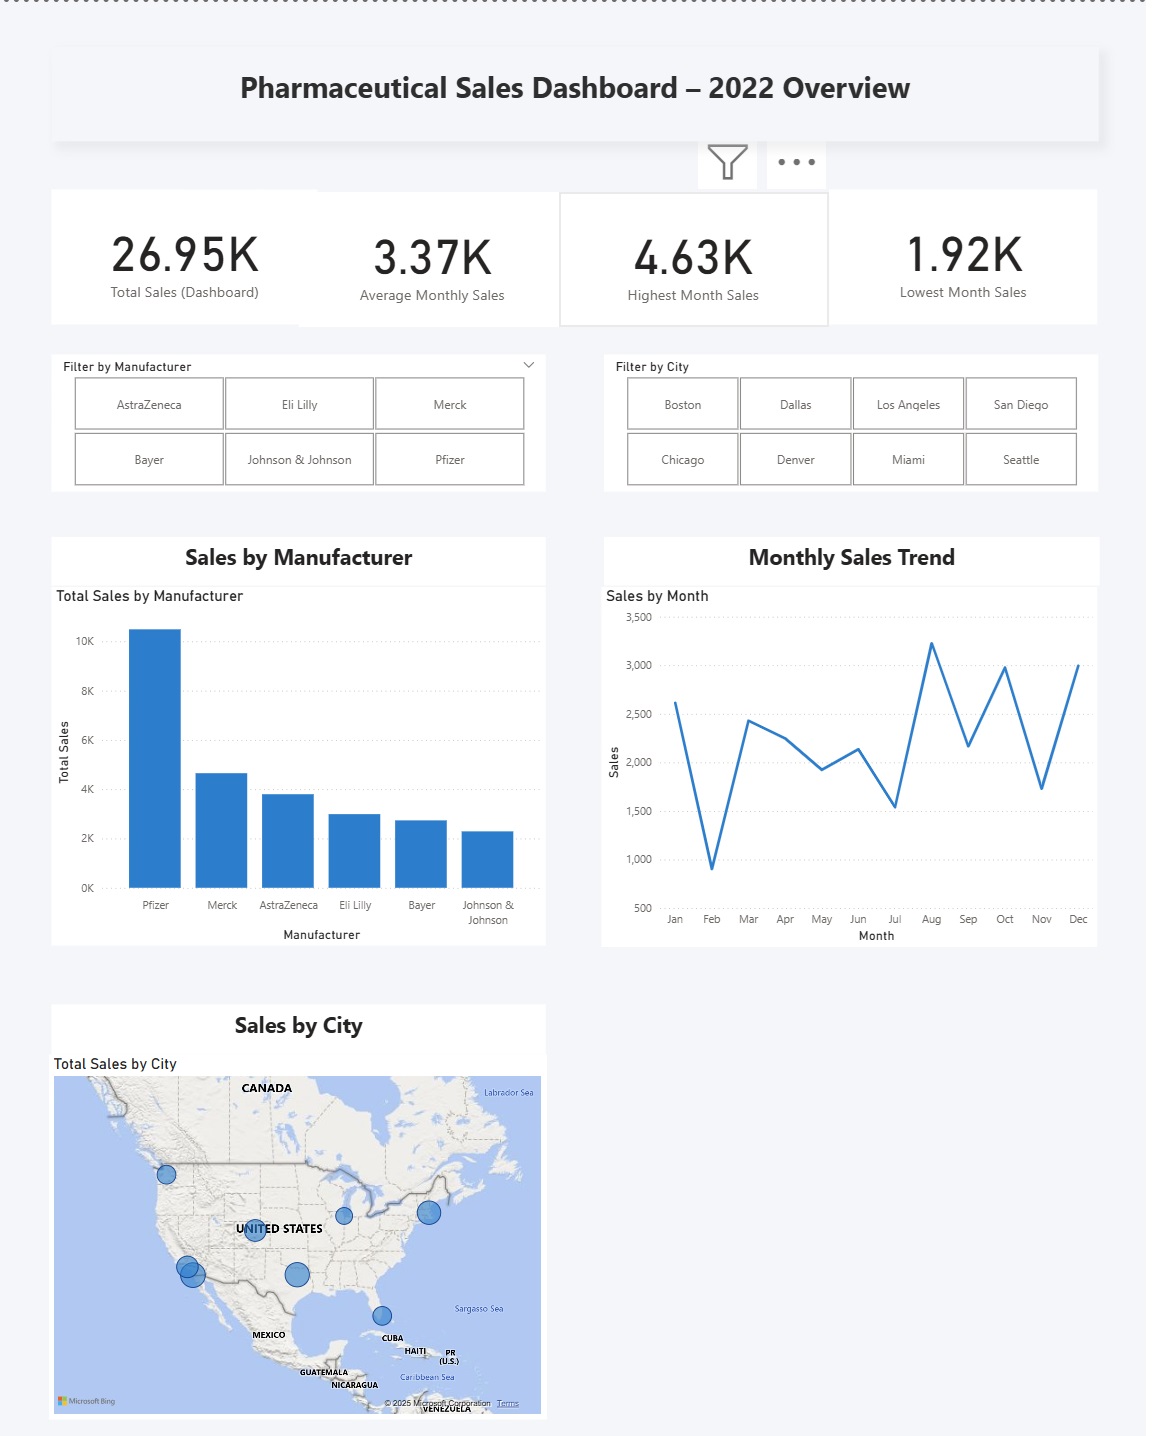 Pharmaceutical Sales Dashboard – 2022 Overview
26.95K
Total Sales (Dashboard)
3.37K
Average Monthly Sales
4.63K
Highest Month Sales
1.92K
Lowest Month Sales
Filter by Manufacturer
AstraZeneca
Eli Lilly
Merck
Bayer
Johnson & Johnson
Pfizer
Filter by City
Boston
Dallas
Los Angeles
San Diego
Chicago
Denver
Miami
Seattle
Sales by Manufacturer
Total Sales by Manufacturer
Total Sales
10K
8K
6K
4K
2K
0K
Pfizer
Merck
AstraZeneca
Eli Lilly
Bayer
Johnson &
Johnson
Manufacturer
Monthly Sales Trend
Sales by Month
Sales
3,500
3,000
2,500
2,000
1,500
1,000
500
Jan
Feb
Mar
Apr
May
Jun
Jul
Aug
Sep
Oct
Nov
Dec
Month
Sales by City
Total Sales by City
CANADA
Labrador Sea
UNITED STATES
Sargasso Sea
MEXICO
CUBA
HAITI
PR
(U.S.)
GUATEMALA
NICARAGUA
Caribbean Sea
Microsoft Bing
© 2025 Microsoft Corporation Terms
VENEZUELA